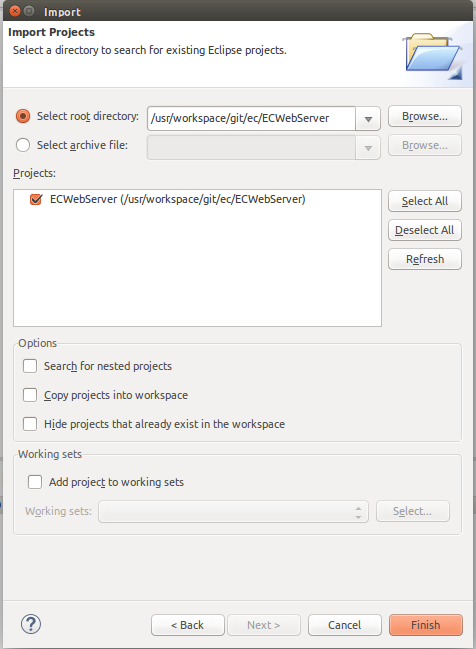 Import
Import Projects
Select a directory to search for existing Eclipse projects.
Select root directory: /usr/workspace/git/ec/ECWebServer Browse...
Select archive file: Browse...
Projects:
ECWebServer (/usr/workspace/git/ec/ECWebServer)
Select All
Deselect All
Refresh
Options
Search for nested projects
Copy projects into workspace
Hide projects that already exist in the workspace
Working sets
Add project to working sets
Working sets: Select...
? < Back Next > Cancel Finish